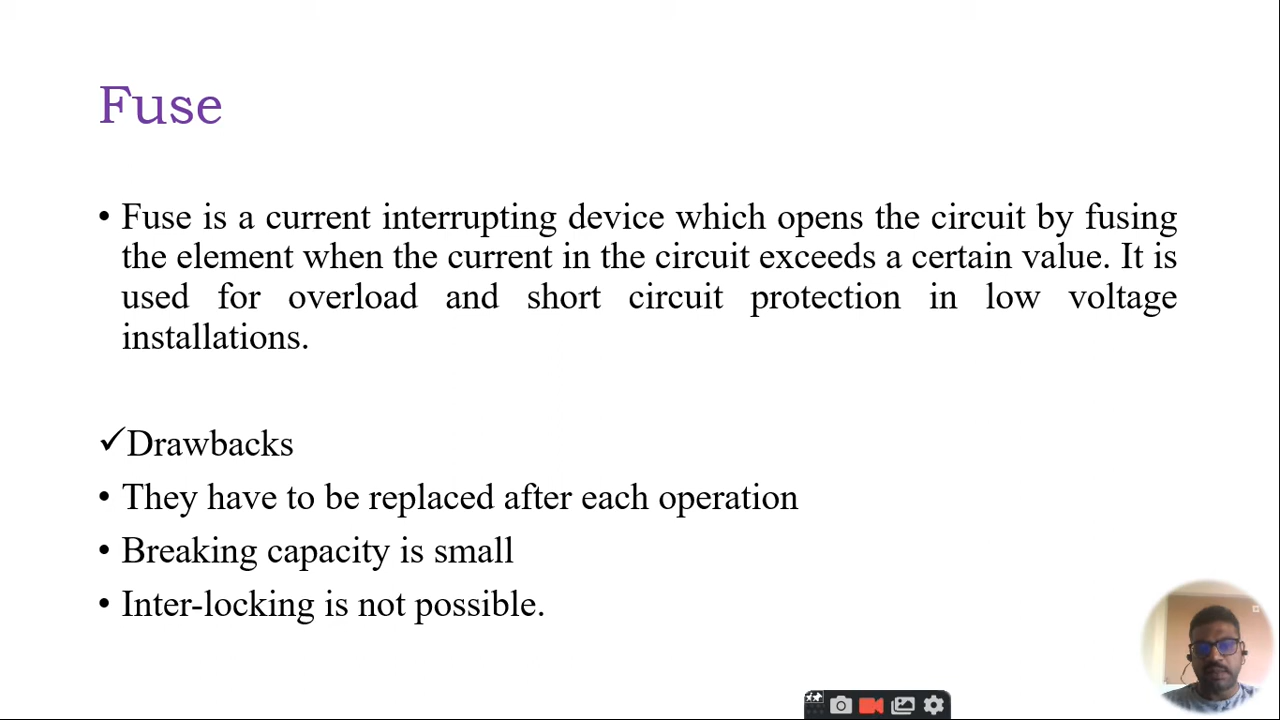 Fuse
• Fuse is a current interrupting device which opens the circuit by fusing
the element when the current in the circuit exceeds a certain value. It is
used for overload and short circuit protection in low voltage
installations.
✓Drawbacks
• They have to be replaced after each operation
• Breaking capacity is small
• Inter-locking is not possible.